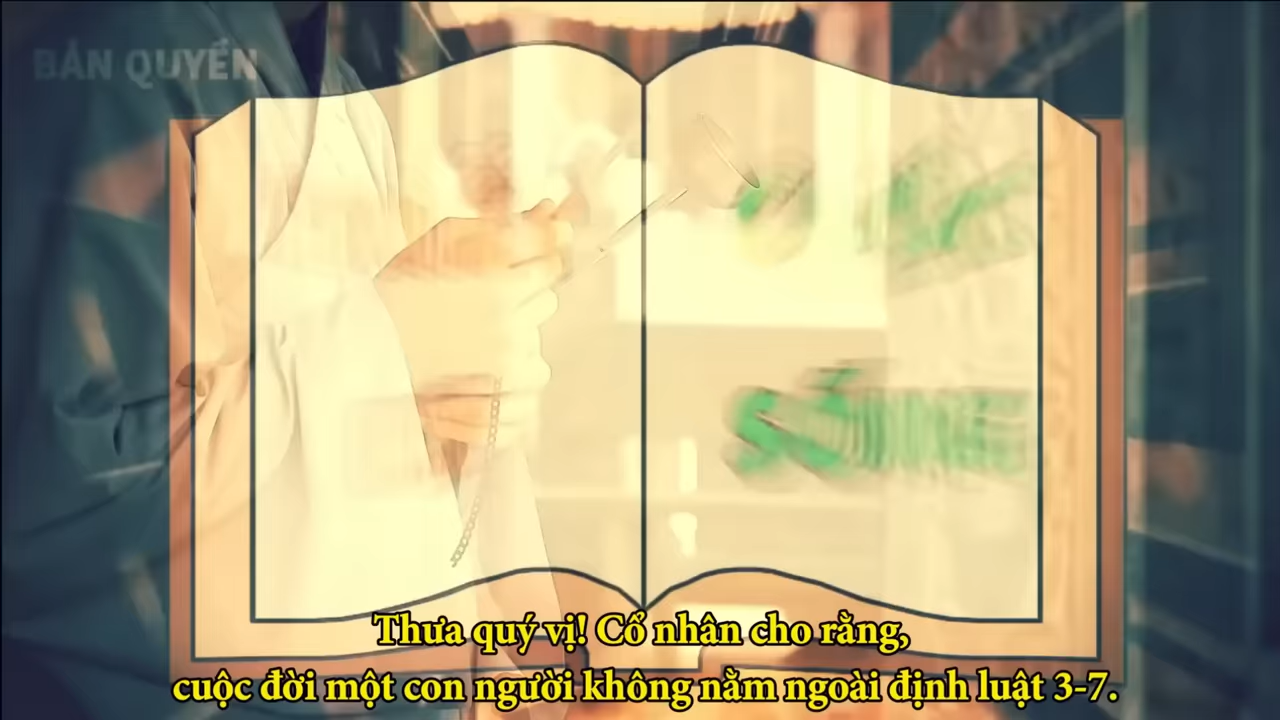 BẢN QUYỀN
Thưa quý vị! Cổ nhân cho rằng,
cuộc đời một con người không nằm ngoài định luật 3-7.